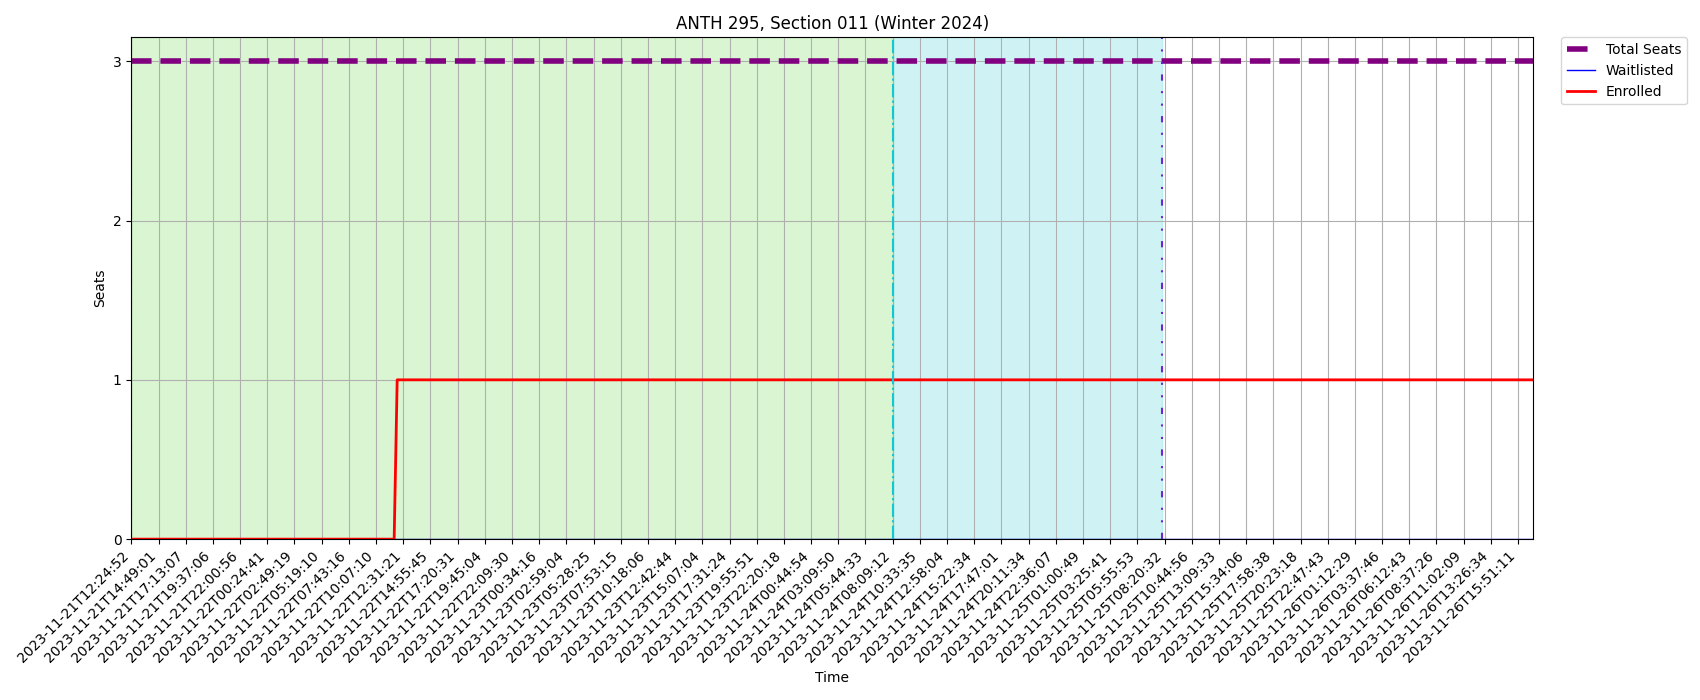 ANTH 295, Section 011 (Winter 2024)
Total Seats
Waitlisted
Enrolled
3
2
1
0
Seats
2023-11-21T12:24:52
2023-11-21T14:49:01
2023-11-21T17:13:07
2023-11-21T19:37:06
2023-11-21T22:00:56
2023-11-22T00:24:41
2023-11-22T02:49:19
2023-11-22T05:19:10
2023-11-22T07:43:16
2023-11-22T10:07:10
2023-11-22T12:31:21
2023-11-22T14:55:45
2023-11-22T17:20:31
2023-11-22T19:45:04
2023-11-22T22:09:30
2023-11-23T00:34:16
2023-11-23T02:59:04
2023-11-23T05:28:25
2023-11-23T07:53:15
2023-11-23T10:18:06
2023-11-23T12:42:44
2023-11-23T15:07:04
2023-11-23T17:31:24
2023-11-23T19:55:51
2023-11-23T22:20:18
2023-11-24T00:44:54
2023-11-24T03:09:50
2023-11-24T05:44:33
2023-11-24T08:09:12
2023-11-24T10:33:35
2023-11-24T12:58:04
2023-11-24T15:22:34
2023-11-24T17:47:01
2023-11-24T20:11:34
2023-11-24T22:36:07
2023-11-25T01:00:49
2023-11-25T03:25:41
2023-11-25T05:55:53
2023-11-25T08:20:32
2023-11-25T10:44:56
2023-11-25T13:09:33
2023-11-25T15:34:06
2023-11-25T17:58:38
2023-11-25T20:23:18
2023-11-25T22:47:43
2023-11-26T01:12:29
2023-11-26T03:37:46
2023-11-26T06:12:43
2023-11-26T08:37:26
2023-11-26T11:02:09
2023-11-26T13:26:34
2023-11-26T15:51:11
Time